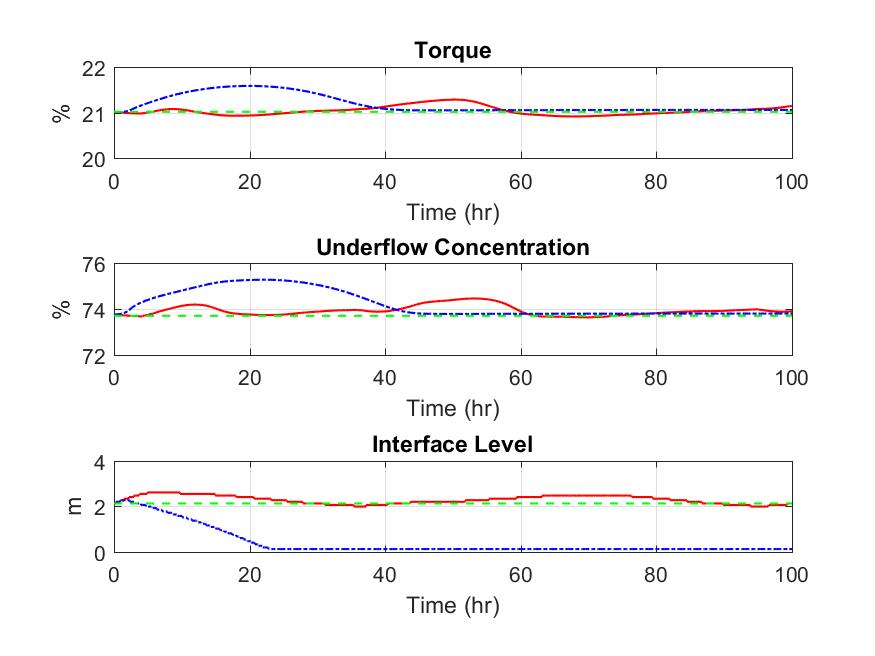 Torque
22
21
20
%
0 20 40 60 80 100
Time (hr)
Underflow Concentration
76
74
72
%
0 20 40 60 80 100
Time (hr)
Interface Level
4
2
0
m
0 20 40 60 80 100
Time (hr)